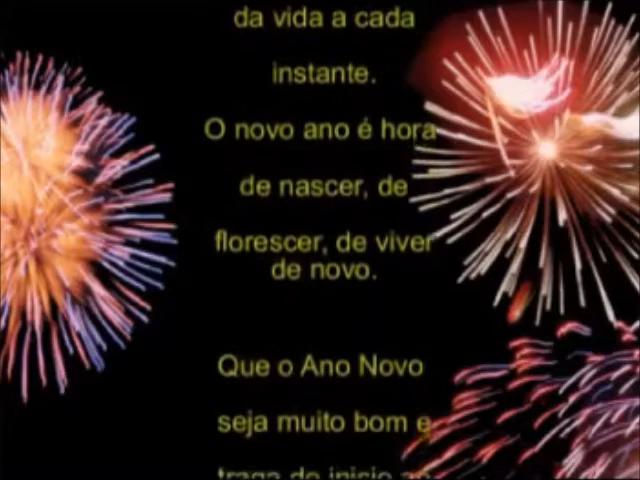 da vida a cada
instante.
O novo ano é hora
de nascer, de
florescer, de viver
de novo.
Que o Ano Novo
seja muito bom e